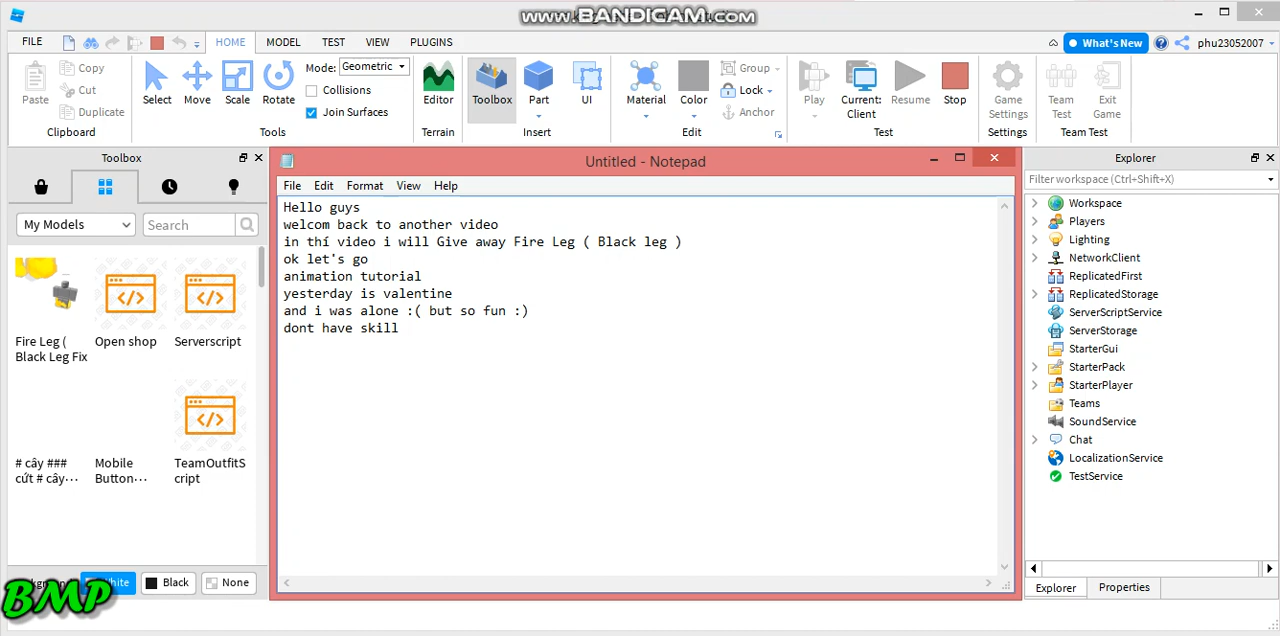 www.BANDICAM.com
FILE HOME MODEL TEST VIEW PLUGINS What's New phu23052007
Paste Copy Cut Duplicate Clipboard
Select Move Scale Rotate Mode: Geometric Collisions Join Surfaces Tools
Editor Terrain
Toolbox Part UI Insert
Material Color Group Lock Anchor Edit
Play Current: Client Resume Stop Test
Game Settings Settings
Team Test Exit Game Team Test
Toolbox
My Models Search
Fire Leg ( Black Leg Fix
Open shop
Serverscript
# cây ### cứt # cây...
Mobile Button...
TeamOutfitScript
White Black None
BMP
Untitled - Notepad
File Edit Format View Help
Hello guys
welcom back to another video
in thí video i will Give away Fire Leg ( Black leg )
ok let's go
animation tutorial
yesterday is valentine
and i was alone :( but so fun :)
dont have skill
Explorer
Filter workspace (Ctrl+Shift+X)
Workspace
Players
Lighting
NetworkClient
ReplicatedFirst
ReplicatedStorage
ServerScriptService
ServerStorage
StarterGui
StarterPack
StarterPlayer
Teams
SoundService
Chat
LocalizationService
TestService
Explorer Properties